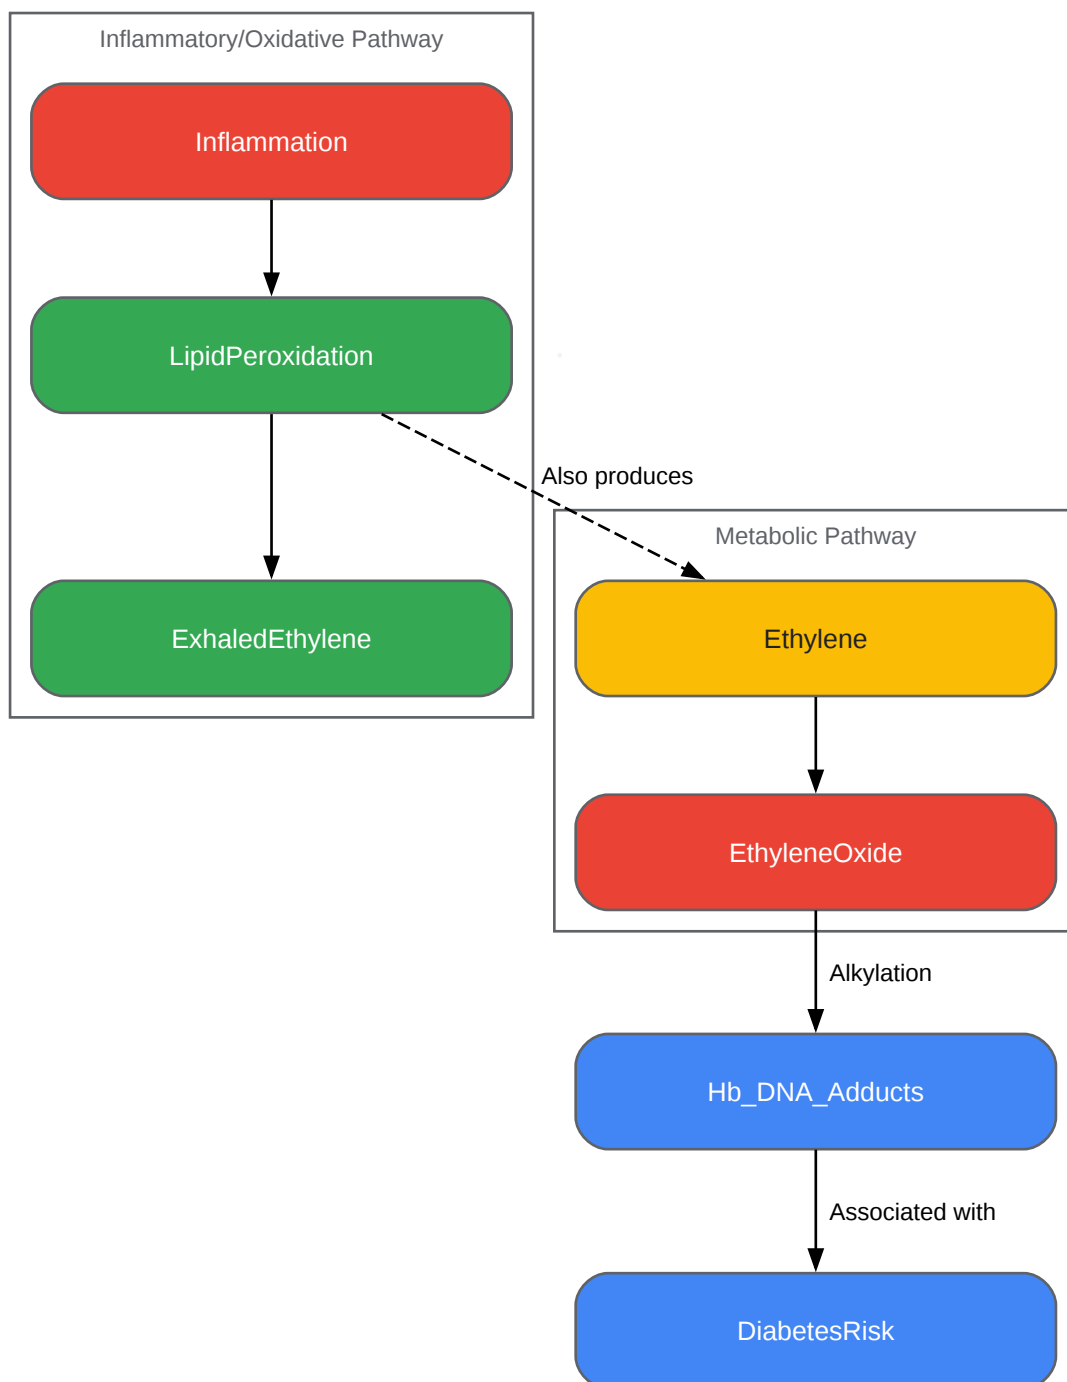 Inflammatory/Oxidative Pathway
Inflammation
LipidPeroxidation
Also produces
Metabolic Pathway
ExhaledEthylene
Ethylene
EthyleneOxide
Alkylation
Hb_DNA_Adducts
Associated with
DiabetesRisk